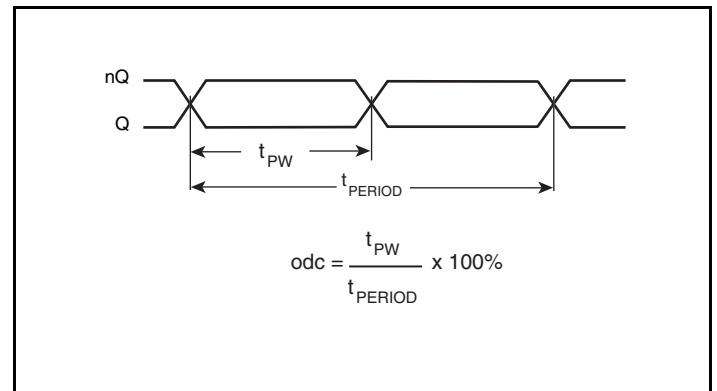 nQ
Q
tPW
tPERIOD
odc = tPW / tPERIOD x 100%